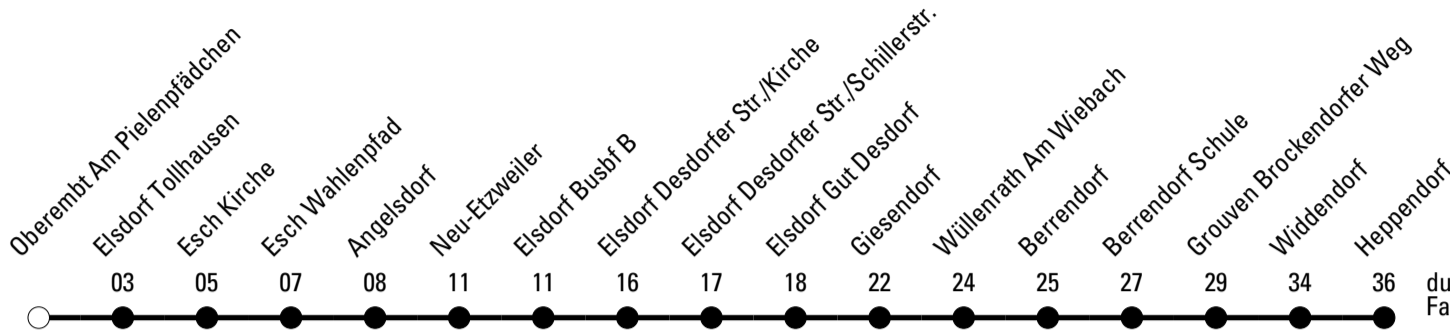 Oberembt Am Pielenpfädchen
Elsdorf Tollhausen
Esch Kirche
Esch Wahlenpfad
Angelsdorf
Neu-Etzweiler
Elsdorf Busbf B
Elsdorf Desdorfer Str./Kirche
Elsdorf Desdorfer Str./Schillerstr.
Elsdorf Gut Desdorf
Giesendorf
Wüllenrath Am Wiebach
Berrendorf
Berrendorf Schule
Grouven Brockendorfer Weg
Widdendorf
Heppendorf
03 05 07 08 11 11 16 17 18 22 24 25 27 29 34 36